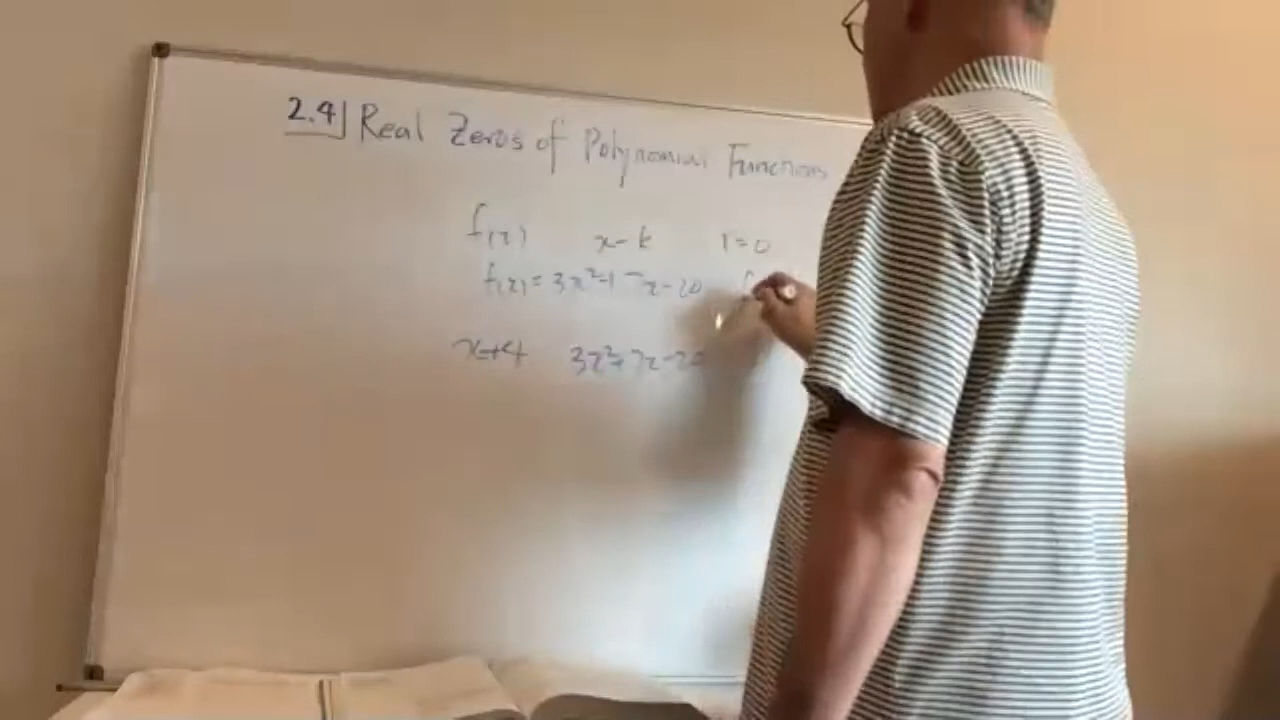 2.4 Real Zeros of Polynomial Functions
f(x) x-k r=0
f(x)=3x²+7x-20 f
x+4 3x²+7x-20